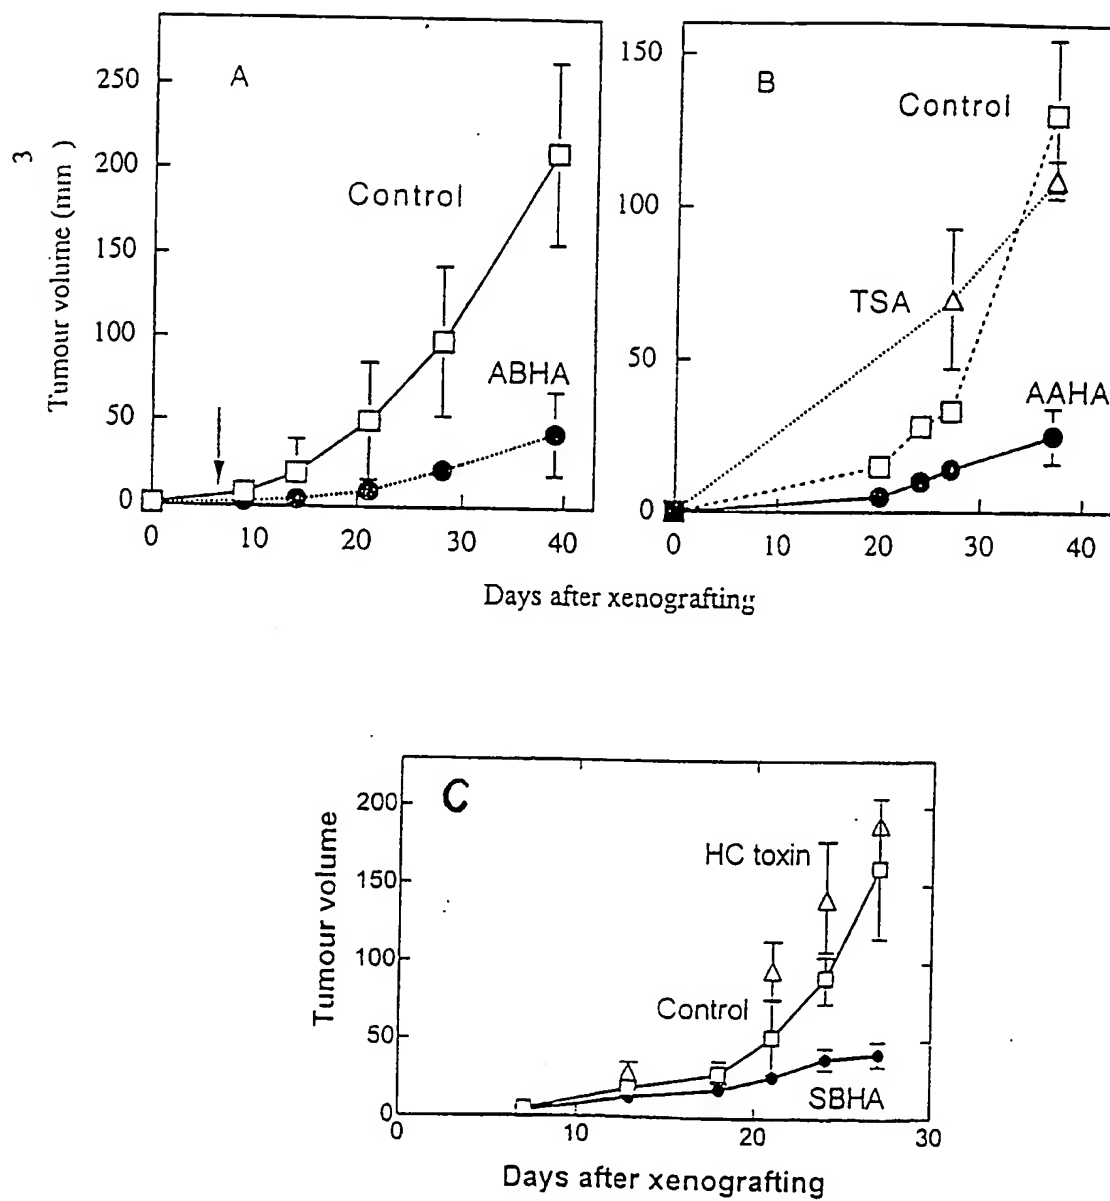 A
250
200
150
100
50
0
Tumour volume (mm³)
Control
ABHA
0 10 20 30 40
B
150
100
50
0
Control
TSA
AAHA
0 10 20 30 40
Days after xenografting
C
200
150
100
50
0
Tumour volume
HC toxin
Control
SBHA
0 10 20 30
Days after xenografting